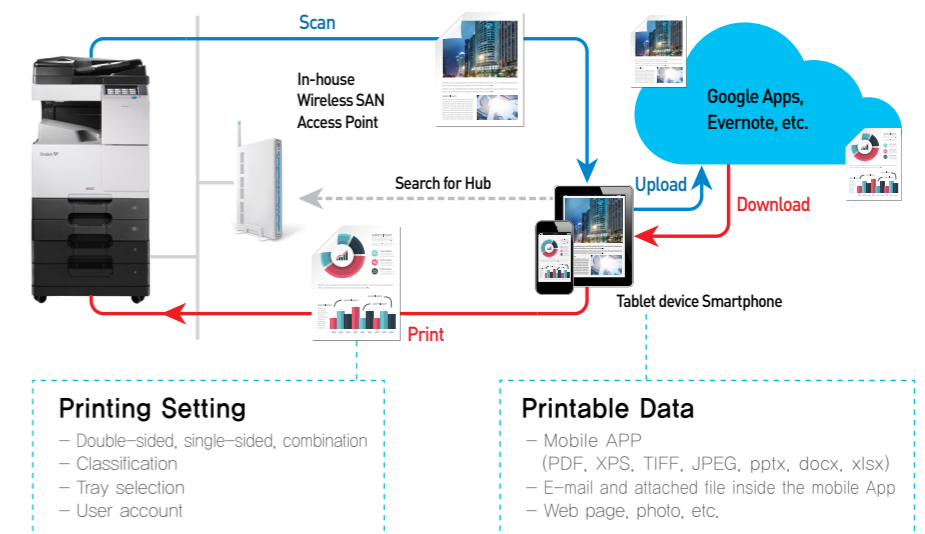 Scan
In-house
Wireless SAN
Access Point
Google Apps,
Evernote, etc.
Search for Hub
Upload
Download
Tablet device Smartphone
Print
Printing Setting
– Double-sided, single-sided, combination
– Classification
– Tray selection
– User account
Printable Data
– Mobile APP
(PDF, XPS, TIFF, JPEG, pptx, docx, xlsx)
– E-mail and attached file inside the mobile App
– Web page, photo, etc.